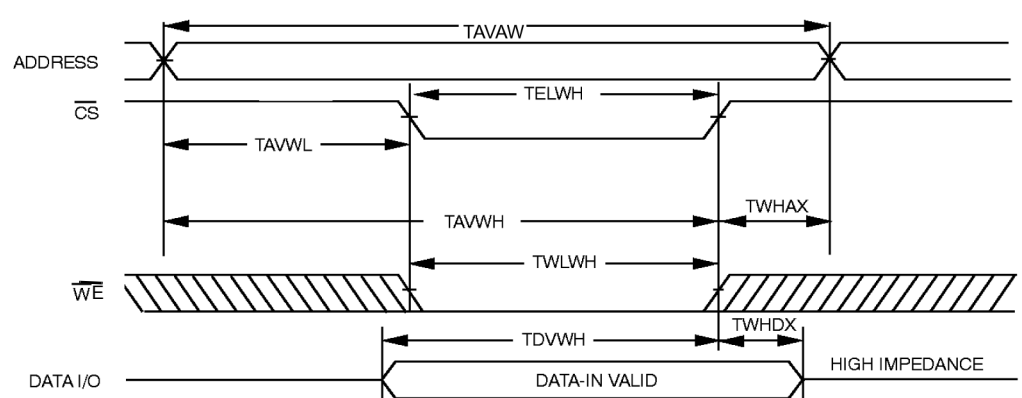 TAVAW
ADDRESS
TELWH
CS
TAVWL
TAVWH
TWHAX
TWLWH
WE
TDVWH
TWHDX
DATA I/O
DATA-IN VALID
HIGH IMPEDANCE